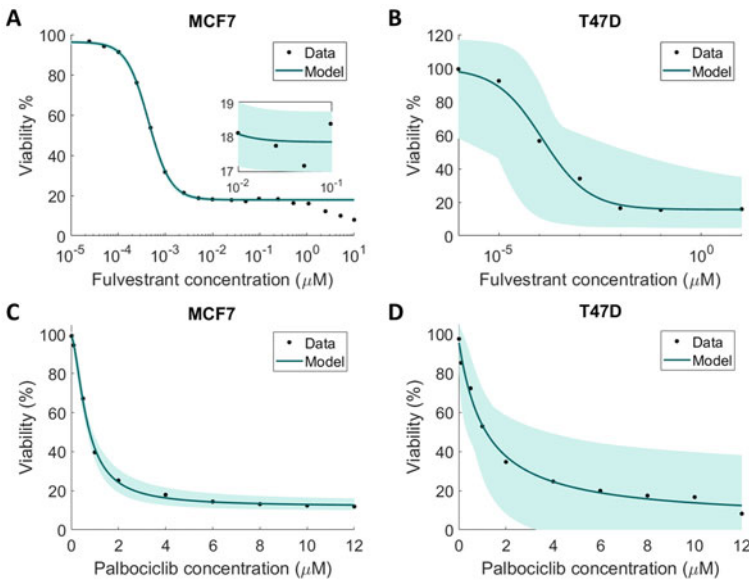 A
MCF7
Viability %
100
80
60
40
20
0
Data
Model
19
18
17
10^-2
10^-1
10^-5
10^-4
10^-3
10^-2
10^-1
10^0
10^1
Fulvestrant concentration (μM)
B
T47D
Viability %
120
100
80
60
40
20
0
Data
Model
10^-5
10^0
Fulvestrant concentration (μM)
C
MCF7
Viability (%)
100
80
60
40
20
0
Data
Model
0
2
4
6
8
10
12
Palbociclib concentration (μM)
D
T47D
Viability (%)
100
80
60
40
20
0
Data
Model
0
2
4
6
8
10
12
Palbociclib concentration (μM)